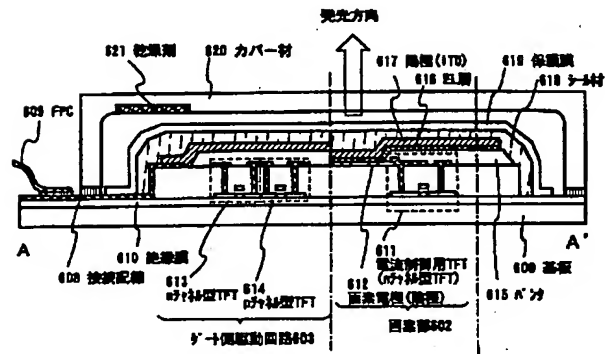 発光方向
621 乾燥剤
620 カバー材
617 陽極(ITO)
616 EL層
619 保護膜
618 シール材
609 FPC
A
A'
610 絶縁膜
608 接続配線
613
nチャネル型TFT
614
pチャネル型TFT
611
電流制御用TFT
(nチャネル型TFT)
612
画素電極(陰極)
600 基板
615 バンク
ゲート側駆動回路603
画素部602